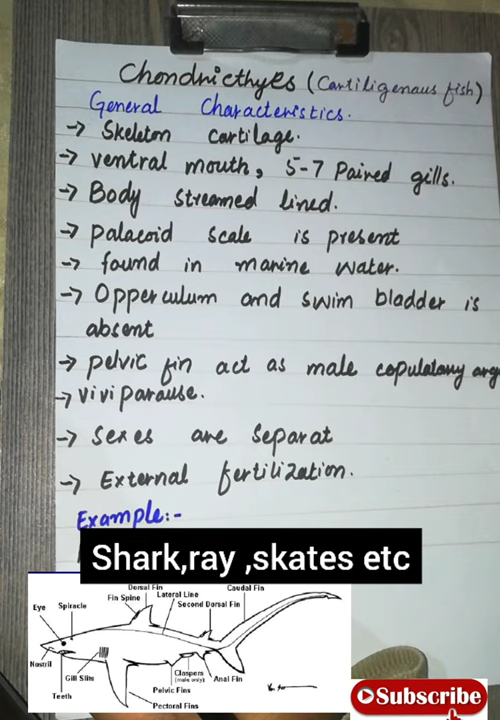 Chondricthyes (Cartiligenaus fish)
General Characteristics.
→ Skeleton cartilage.
→ ventral mouth, 5-7 Paired gills.
→ Body streamed lined.
→ palacoid scale is present
→ found in marine water.
→ Opperculum and swim bladder is
absent
→ pelvic fin act as male copulatory org
→ viviparause.
→ sexes are separat
→ External fertilization.
Example:-
Shark,ray ,skates etc
Dorsal Fin
Caudal Fin
Fin Spine
Lateral Line
Second Dorsal Fin
Eye
Spiracle
Nostril
Gill Slits
Teeth
Claspers
(male only)
Anal Fin
Pelvic Fins
Pectoral Fins
Subscribe